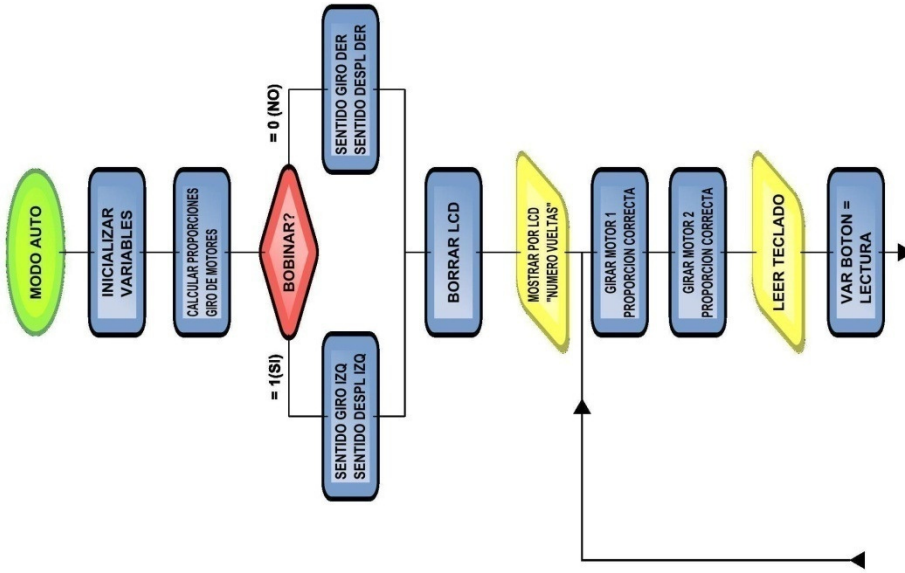 MODO AUTO
INICIALIZAR
VARIABLES
CALCULAR PROPORCIONES
GIRO DE MOTORES
BOBINAR?
= 1(SI)
= 0 (NO)
SENTIDO GIRO IZQ
SENTIDO DESPL IZQ
SENTIDO GIRO DER
SENTIDO DESPL DER
BORRAR LCD
MOSTRAR POR LCD
"NUMERO VUELTAS"
GIRAR MOTOR 1
PROPORCION CORRECTA
GIRAR MOTOR 2
PROPORCION CORRECTA
LEER TECLADO
VAR BOTON =
LECTURA